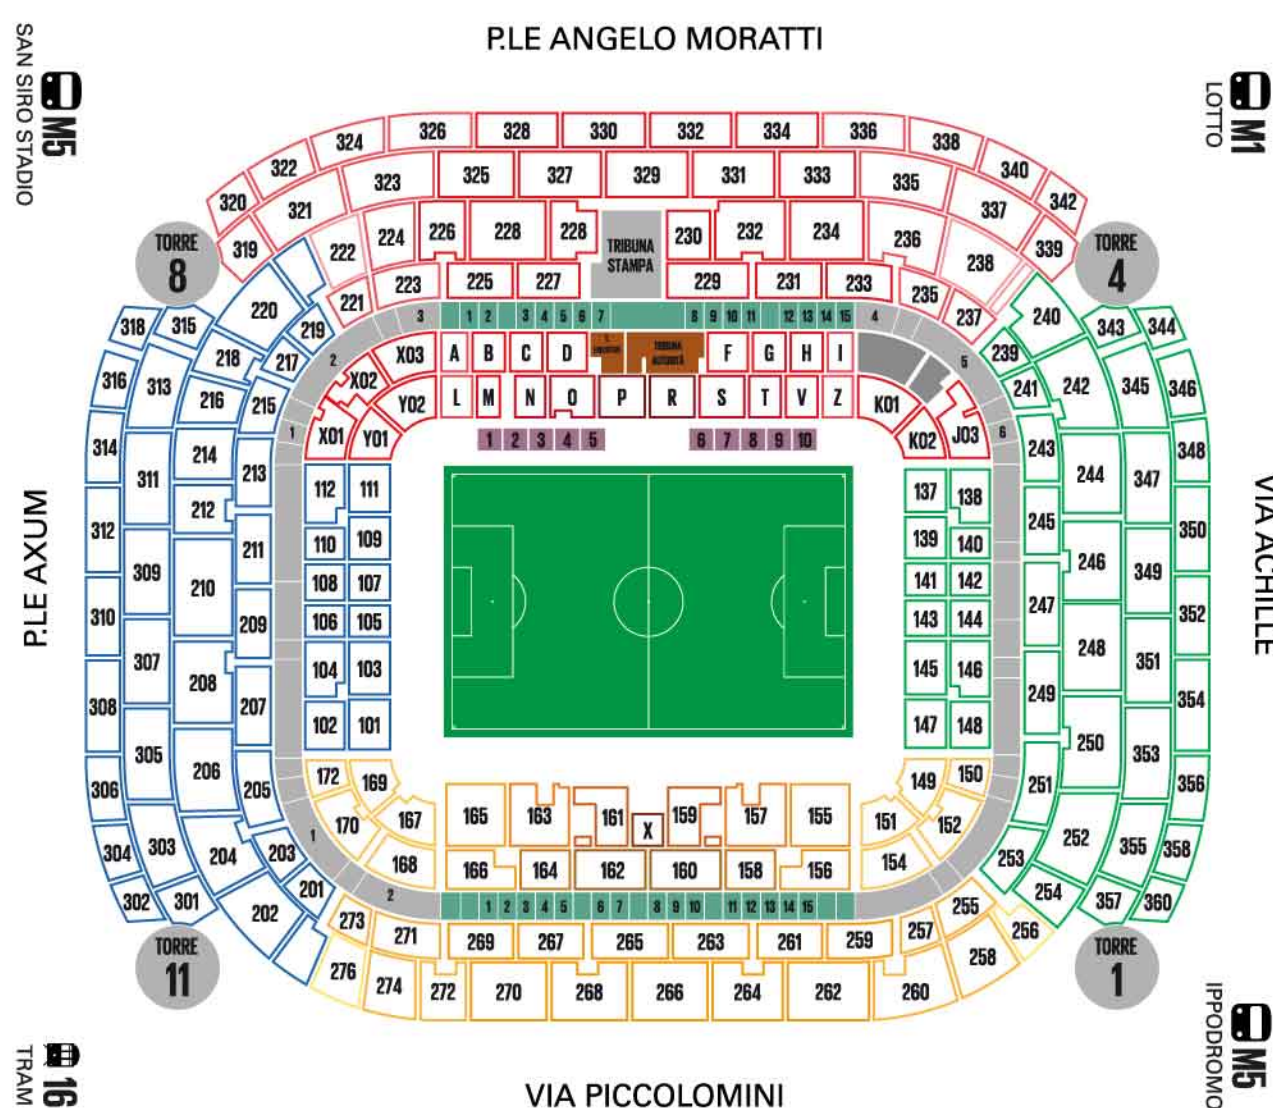 P.LE ANGELO MORATTI
SAN SIRO STADIO
M5
LOTTO
M1
326 328 330 332 334 336
324 338
322 340
320 342
325 327 329 331 333
323 335
321 337
319 339
TORRE
8
TORRE
4
222 224 226 228 228
TRIBUNA
STAMPA
230 232 234 236 238
221 223 225 227 229 231 233 235 237
220 219 218 217 216 215
240 239 241 242
318 315 316 313 314
343 344 345 346
3 1 2 3 4 5 6 7 8 9 10 11 12 13 14 15 4
2 5
1 6
X03 A B C D
TRIBUNA
AUTORITÀ
F G H I
X02 Y02 L M N O P R S T V Z K01
X01 Y01 K02 J03
1 2 3 4 5 6 7 8 9 10
P.LE AXUM
VIA ACHILLE
311 214 213 112 111 137 138 243 244 347 348
312 212 211 110 109 139 140 245 246 350
309 210 108 107 141 142 247 349
310 209 106 105 143 144 248 352
307 208 104 103 145 146 351
308 207 102 101 147 148 249 354
305 206 205 250 353
306 251 356
172 169 149 150
170 167 165 163 161 X 159 157 155 151 152
168 166 164 162 160 158 156 154
304 303 204 203 253 252 355 358
302 301 202 201 254 357 360
1
2 1 2 3 4 5 6 7 8 9 10 11 12 13 14 15
273 271 269 267 265 263 261 259 257 255
276 274 272 270 268 266 264 262 260 258 256
TORRE
11
TORRE
1
TRAM
16
IPPODROMO
M5
VIA PICCOLOMINI